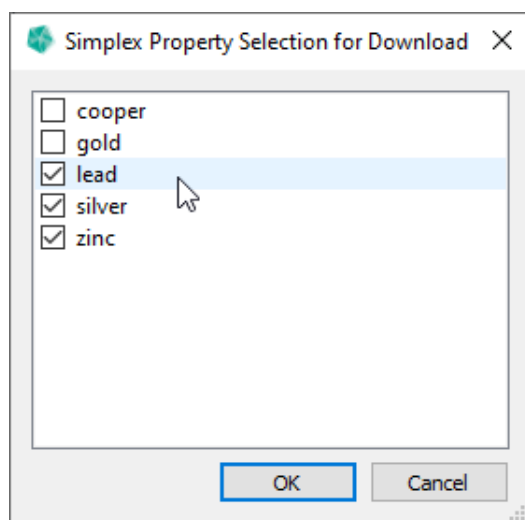 Simplex Property Selection for Download
cooper
gold
lead
silver
zinc
OK Cancel